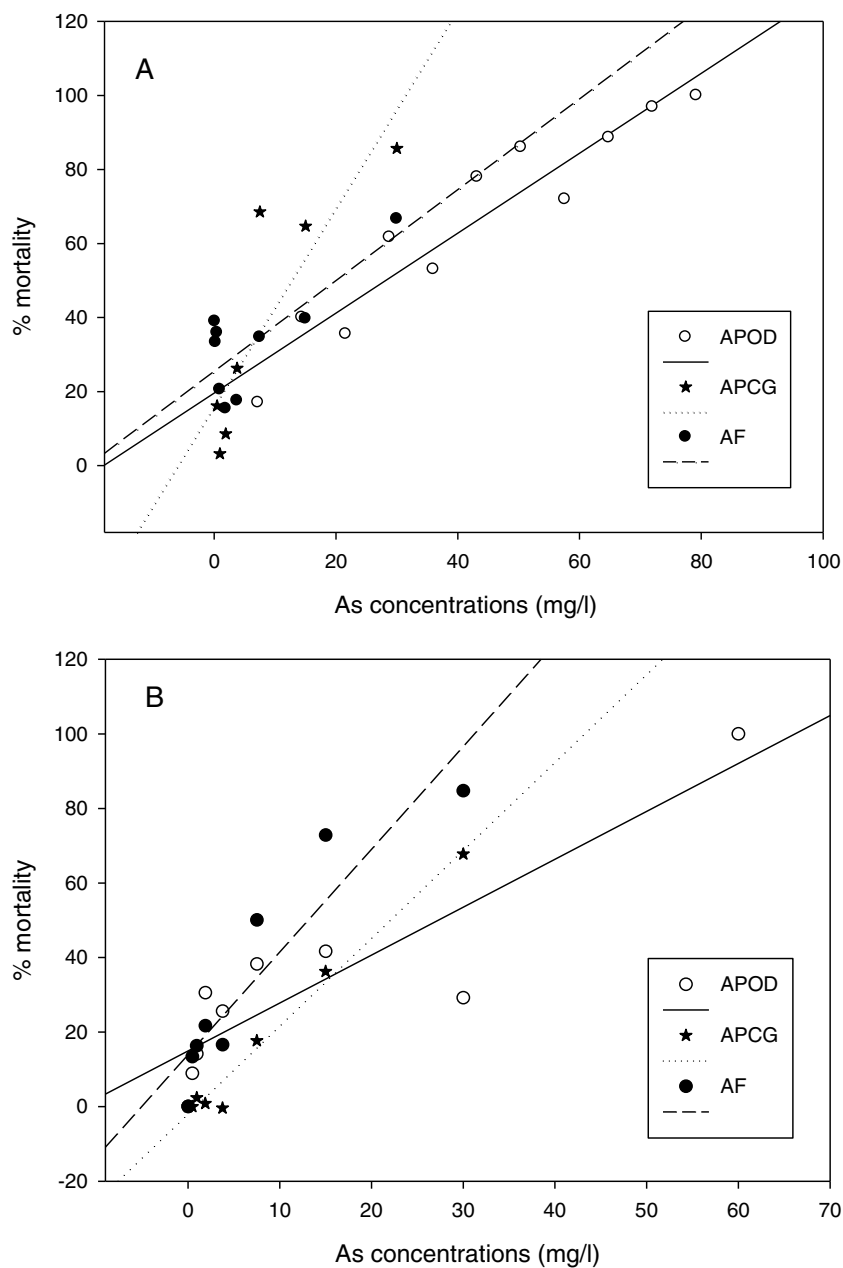 120
A
100
80
60
% mortality
40
20
0
APOD
APCG
AF
0 20 40 60 80 100
As concentrations (mg/l)
120
B
100
80
60
% mortality
40
20
0
-20
APOD
APCG
AF
0 10 20 30 40 50 60 70
As concentrations (mg/l)